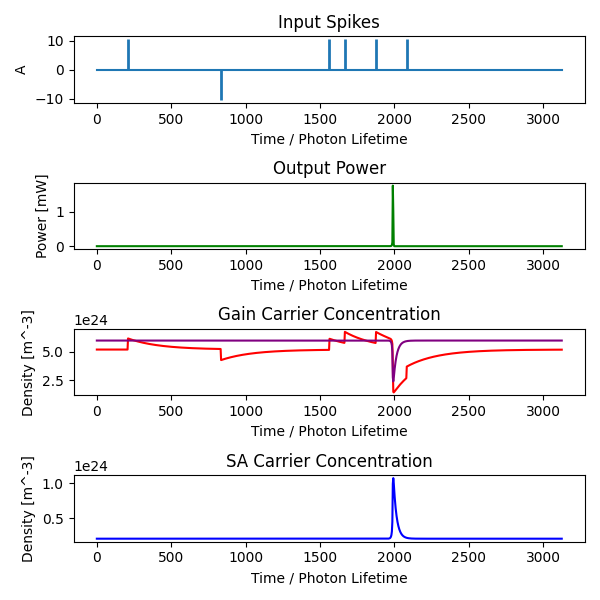 Input Spikes
10
0
−10
A
0 500 1000 1500 2000 2500 3000
Time / Photon Lifetime
Output Power
1
0
Power [mW]
0 500 1000 1500 2000 2500 3000
Time / Photon Lifetime
Gain Carrier Concentration
1e24
5.0
2.5
Density [m^-3]
0 500 1000 1500 2000 2500 3000
Time / Photon Lifetime
SA Carrier Concentration
1e24
1.0
0.5
Density [m^-3]
0 500 1000 1500 2000 2500 3000
Time / Photon Lifetime